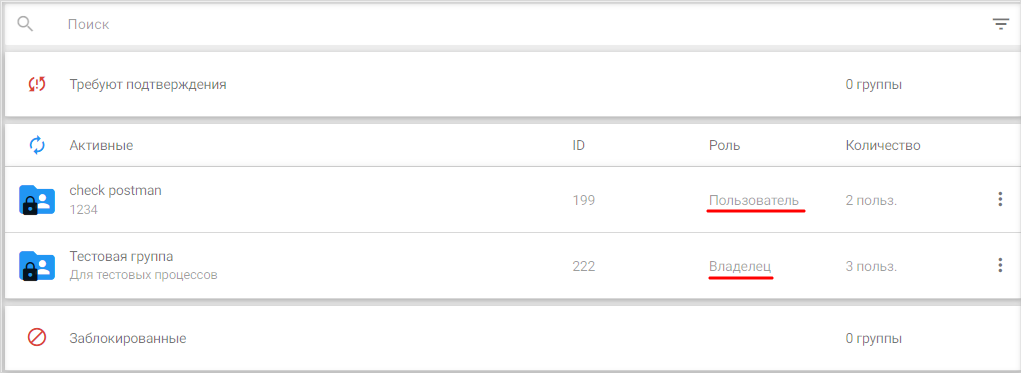 Поиск
Требуют подтверждения 0 группы
Активные ID Роль Количество
check postman
1234 199 Пользователь 2 польз.
Тестовая группа
Для тестовых процессов 222 Владелец 3 польз.
Заблокированные 0 группы